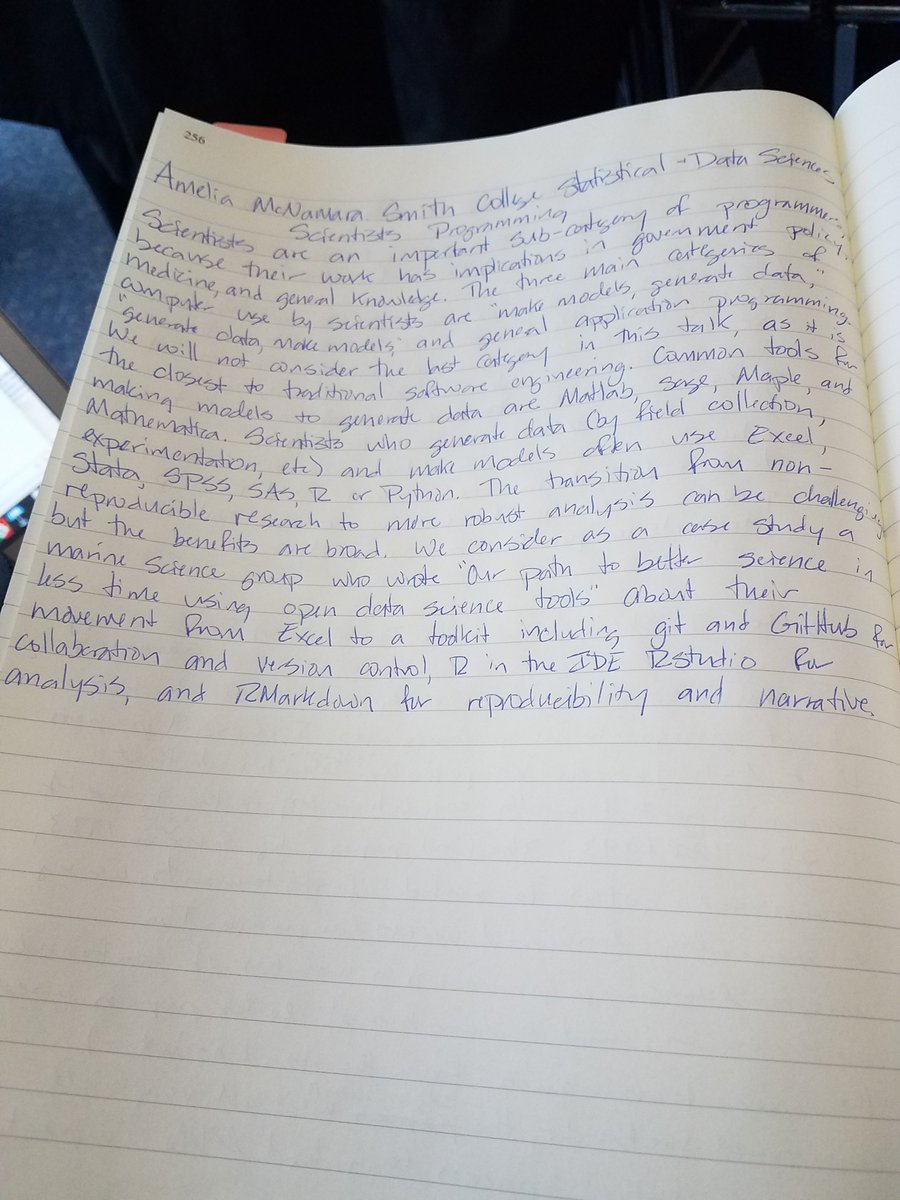 256
Amelia McNamara Smith College Statistical + Data Sciences
Scientists Programming
Scientists are an important sub-category of programmer,
because their work has implications in government policy,
medicine, and general knowledge. The three main categories of
computer use by scientists are "make models, generate data,"
"generate data, make models," and general application programming.
We will not consider the last category in this talk, as it is
the closest to traditional software engineering. Common tools for
making models to generate data are Matlab, Sage, Maple, and
Mathematica. Scientists who generate data (by field collection,
experimentation, etc) and make models often use Excel,
Stata, SPSS, SAS, R or Python. The transition from non-
reproducible research to more robust analysis can be challenging
but the benefits are broad. We consider as a case study a
marine science group who wrote "Our path to better science in
less time using open data science tools" about their
movement from Excel to a toolkit including git and GitHub for
collaboration and version control, R in the IDE RStudio for
analysis, and RMarkdown for reproducibility and narrative.